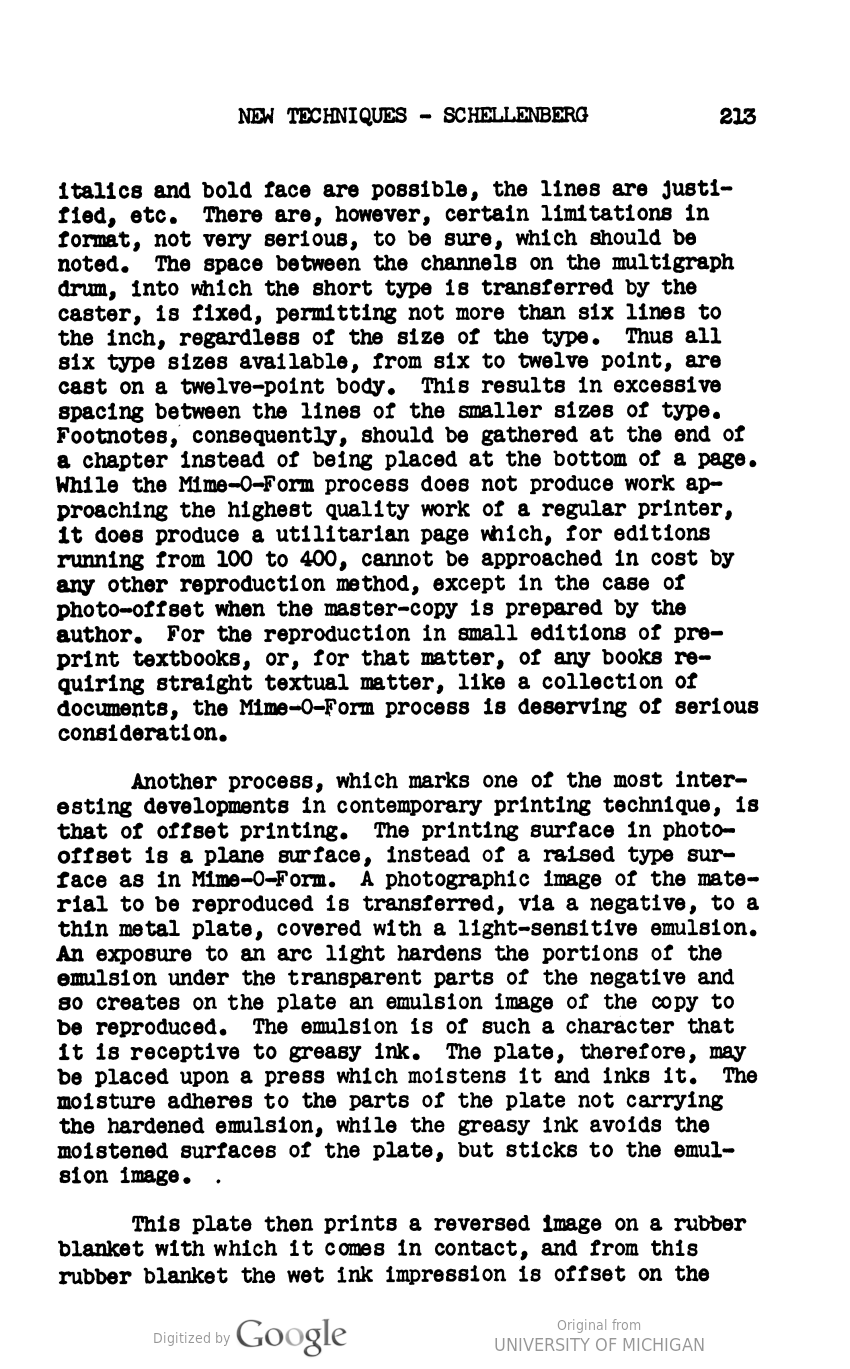 NEW TECHNIQUES - SCHELLENBERG 213
italics and bold face are possible, the lines are justi-
fied, etc. There are, however, certain limitations in
format, not very serious, to be sure, which should be
noted. The space between the channels on the multigraph
drum, into which the short type is transferred by the
caster, is fixed, permitting not more than six lines to
the inch, regardless of the size of the type. Thus all
six type sizes available, from six to twelve point, are
cast on a twelve-point body. This results in excessive
spacing between the lines of the smaller sizes of type.
Footnotes, consequently, should be gathered at the end of
a chapter instead of being placed at the bottom of a page.
While the Mime-O-Form process does not produce work ap-
proaching the highest quality work of a regular printer,
it does produce a utilitarian page which, for editions
running from 100 to 400, cannot be approached in cost by
any other reproduction method, except in the case of
photo-offset when the master-copy is prepared by the
author. For the reproduction in small editions of pre-
print textbooks, or, for that matter, of any books re-
quiring straight textual matter, like a collection of
documents, the Mime-O-Form process is deserving of serious
consideration.
Another process, which marks one of the most inter-
esting developments in contemporary printing technique, is
that of offset printing. The printing surface in photo-
offset is a plane surface, instead of a raised type sur-
face as in Mime-O-Form. A photographic image of the mate-
rial to be reproduced is transferred, via a negative, to a
thin metal plate, covered with a light-sensitive emulsion.
An exposure to an arc light hardens the portions of the
emulsion under the transparent parts of the negative and
so creates on the plate an emulsion image of the copy to
be reproduced. The emulsion is of such a character that
it is receptive to greasy ink. The plate, therefore, may
be placed upon a press which moistens it and inks it. The
moisture adheres to the parts of the plate not carrying
the hardened emulsion, while the greasy ink avoids the
moistened surfaces of the plate, but sticks to the emul-
sion image. .
This plate then prints a reversed image on a rubber
blanket with which it comes in contact, and from this
rubber blanket the wet ink impression is offset on the
Digitized by Google
Original from
UNIVERSITY OF MICHIGAN